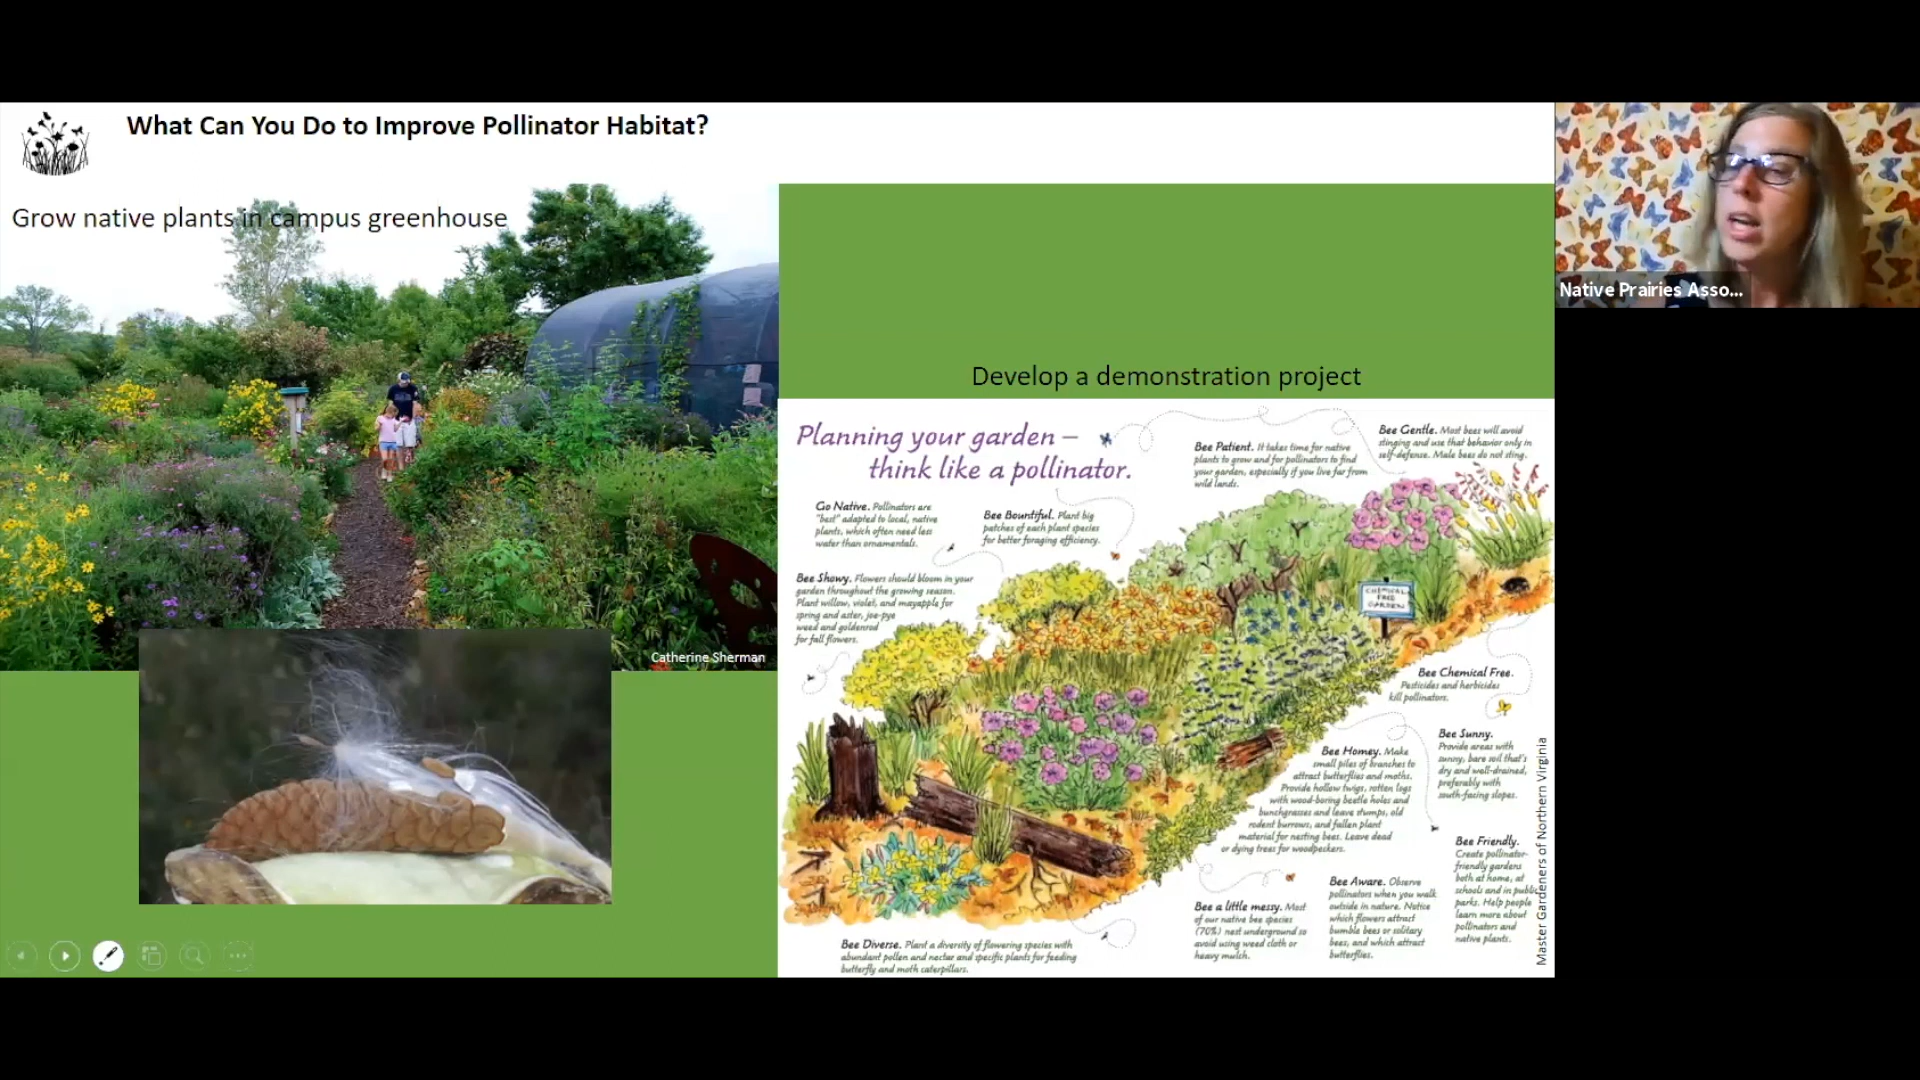 What Can You Do to Improve Pollinator Habitat?
Grow native plants in campus greenhouse
Catherine Sherman
Develop a demonstration project
Planning your garden –
think like a pollinator.
Go Native. Pollinators are
"best" adapted to local, native
plants, which often need less
water than ornamentals.
Bee Bountiful. Plant big
patches of each plant species
for better foraging efficiency.
Bee Patient. It takes time for native
plants to grow and for pollinators to find
your garden, especially if you live far from
wild lands.
Bee Gentle. Most bees will avoid
stinging and use that behavior only in
self-defense. Male bees do not sting.
Bee Showy. Flowers should bloom in your
garden throughout the growing season.
Plant willow, violet, and mayapple for
spring and aster, joe-pye
weed and goldenrod
for fall flowers.
CHEMICAL
FREE
GARDEN
Bee Chemical Free.
Pesticides and herbicides
kill pollinators.
Bee Sunny.
Provide areas with
sunny, bare soil that's
dry and well-drained,
preferably with
south-facing slopes.
Bee Homey. Make
small piles of branches to
attract butterflies and moths.
Provide hollow twigs, rotten logs
with wood-boring beetle holes and
bunchgrasses and leave stumps, old
rodent burrows, and fallen plant
material for nesting bees. Leave dead
or dying trees for woodpeckers.
Bee Friendly.
Create pollinator-
friendly gardens
both at home, at
schools and in public
parks. Help people
learn more about
pollinators and
native plants.
Bee Aware. Observe
pollinators when you walk
outside in nature. Notice
which flowers attract
bumble bees or solitary
bees, and which attract
butterflies.
Bee a little messy. Most
of our native bee species
(70%) nest underground so
avoid using weed cloth or
heavy mulch.
Bee Diverse. Plant a diversity of flowering species with
abundant pollen and nectar and specific plants for feeding
butterfly and moth caterpillars.
Master Gardeners of Northern Virginia
Native Prairies Asso...